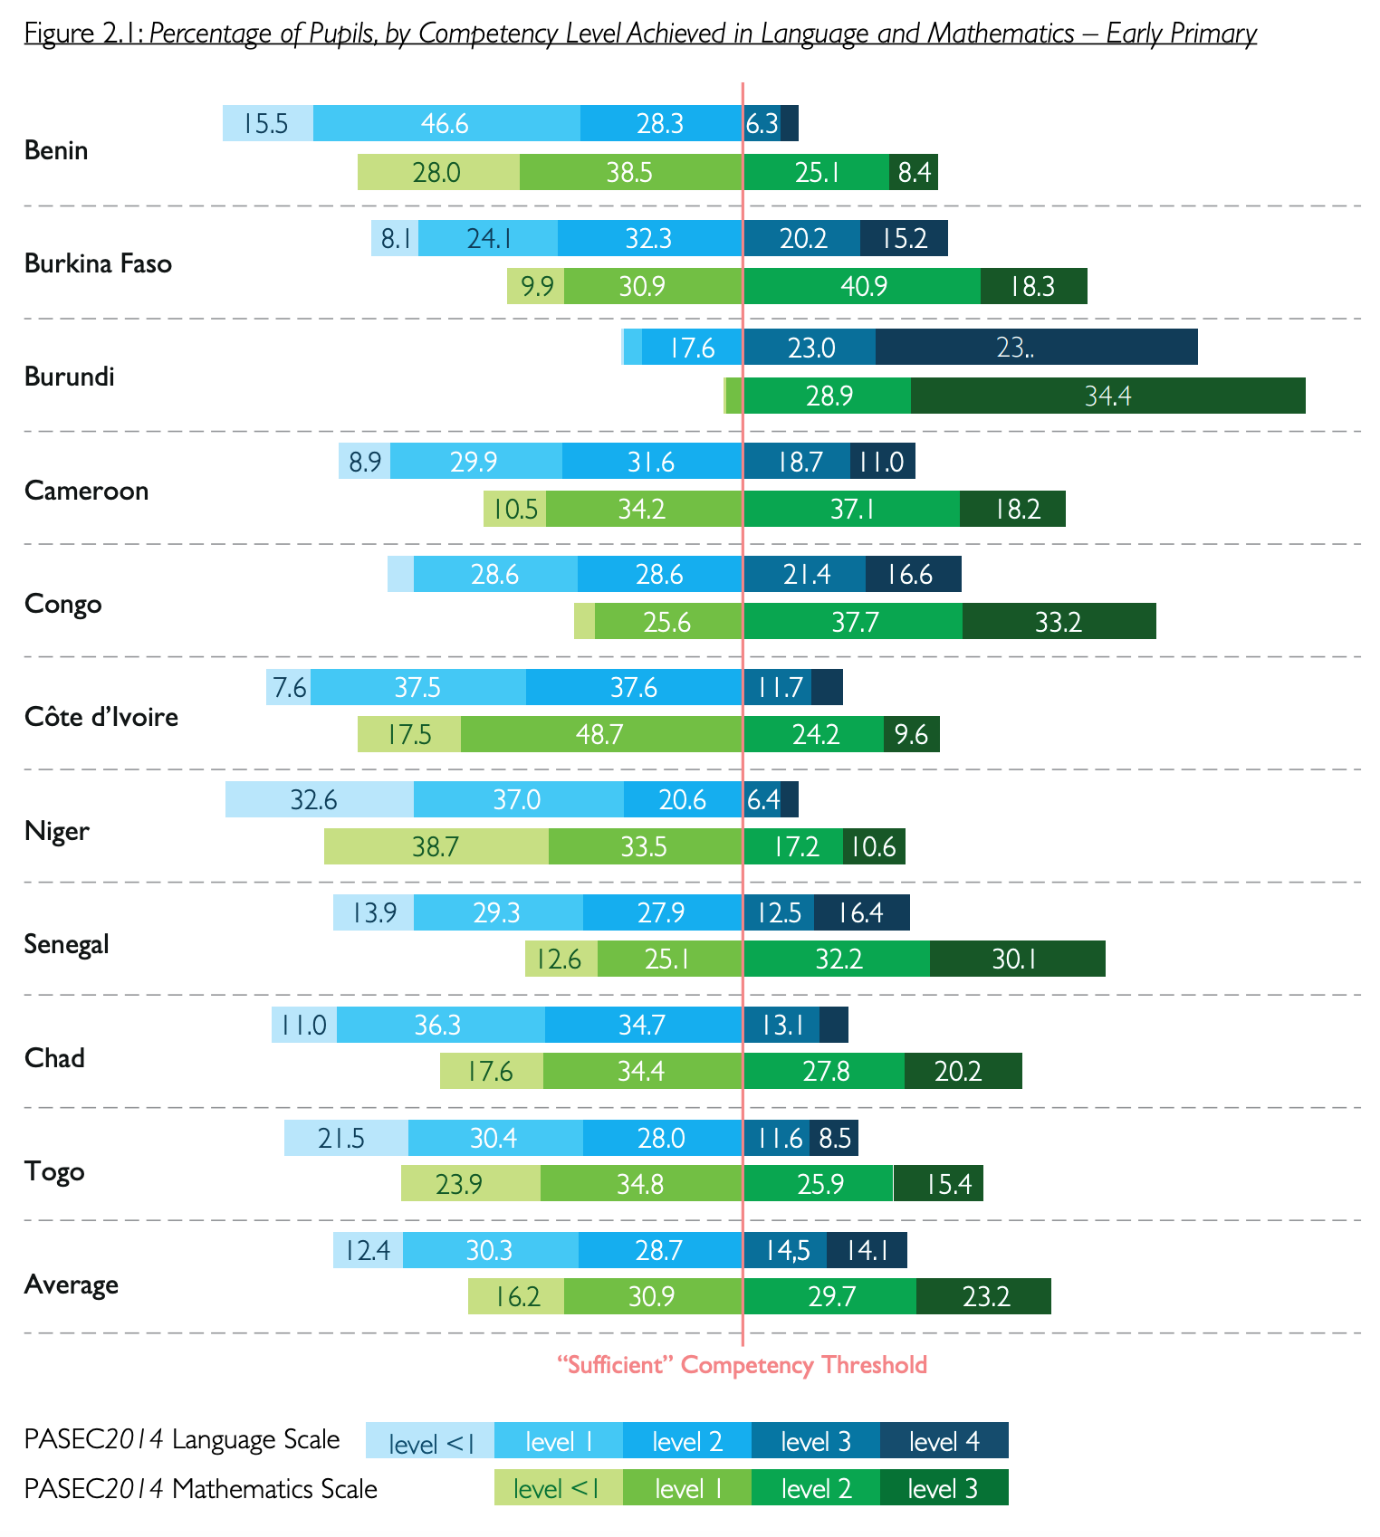 Figure 2.1: Percentage of Pupils, by Competency Level Achieved in Language and Mathematics – Early Primary
15.5 46.6 28.3 6.3
Benin
28.0 38.5 25.1 8.4
8.1 24.1 32.3 20.2 15.2
Burkina Faso
9.9 30.9 40.9 18.3
17.6 23.0 23..
Burundi
28.9 34.4
8.9 29.9 31.6 18.7 11.0
Cameroon
10.5 34.2 37.1 18.2
28.6 28.6 21.4 16.6
Congo
25.6 37.7 33.2
7.6 37.5 37.6 11.7
Côte d’Ivoire
17.5 48.7 24.2 9.6
32.6 37.0 20.6 6.4
Niger
38.7 33.5 17.2 10.6
13.9 29.3 27.9 12.5 16.4
Senegal
12.6 25.1 32.2 30.1
11.0 36.3 34.7 13.1
Chad
17.6 34.4 27.8 20.2
21.5 30.4 28.0 11.6 8.5
Togo
23.9 34.8 25.9 15.4
12.4 30.3 28.7 14,5 14.1
Average
16.2 30.9 29.7 23.2
“Sufficient” Competency Threshold
PASEC2014 Language Scale level <1 level 1 level 2 level 3 level 4
PASEC2014 Mathematics Scale level <1 level 1 level 2 level 3